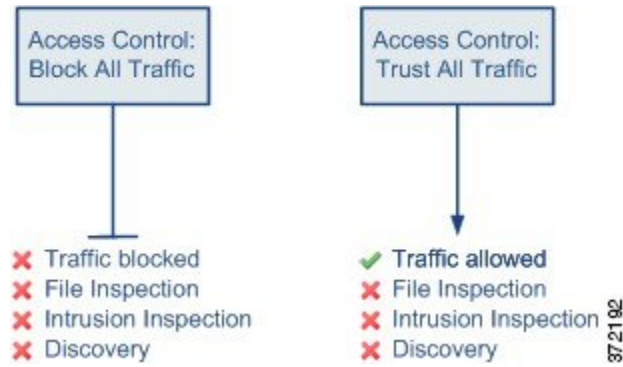 Access Control:
Block All Traffic
Traffic blocked
File Inspection
Intrusion Inspection
Discovery
Access Control:
Trust All Traffic
Traffic allowed
File Inspection
Intrusion Inspection
Discovery
372192